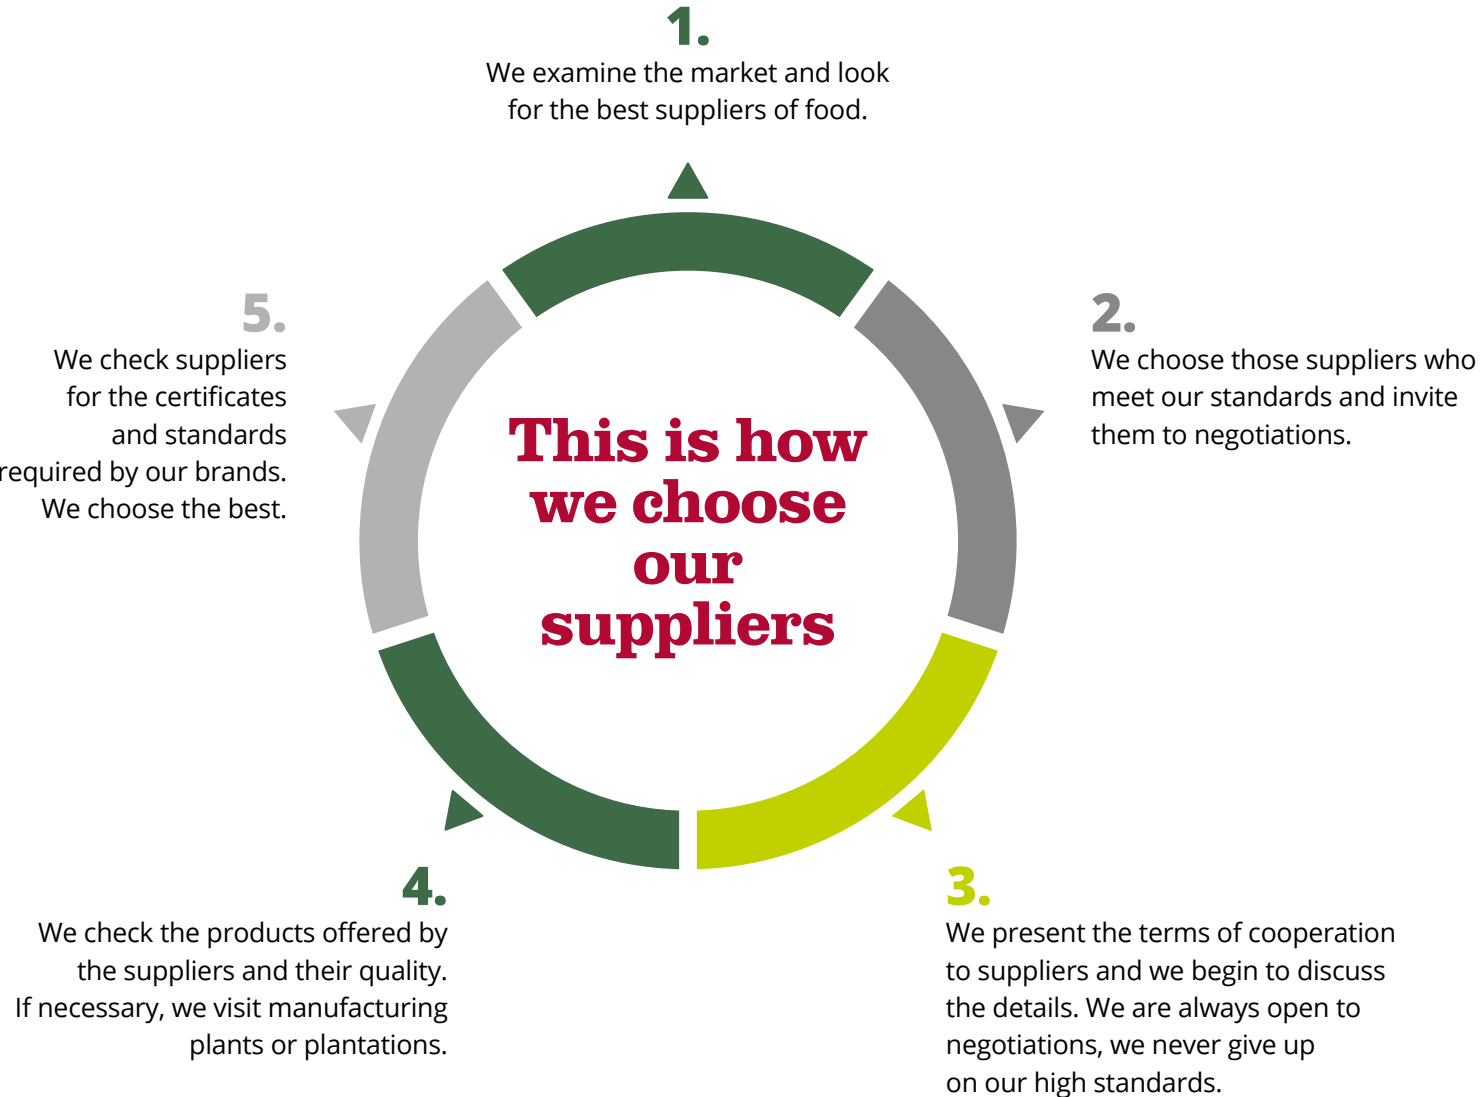 1.
We examine the market and look
for the best suppliers of food.
2.
We choose those suppliers who
meet our standards and invite
them to negotiations.
3.
We present the terms of cooperation
to suppliers and we begin to discuss
the details. We are always open to
negotiations, we never give up
on our high standards.
4.
We check the products offered by
the suppliers and their quality.
If necessary, we visit manufacturing
plants or plantations.
5.
We check suppliers
for the certificates
and standards
required by our brands.
We choose the best.
This is how
we choose
our
suppliers